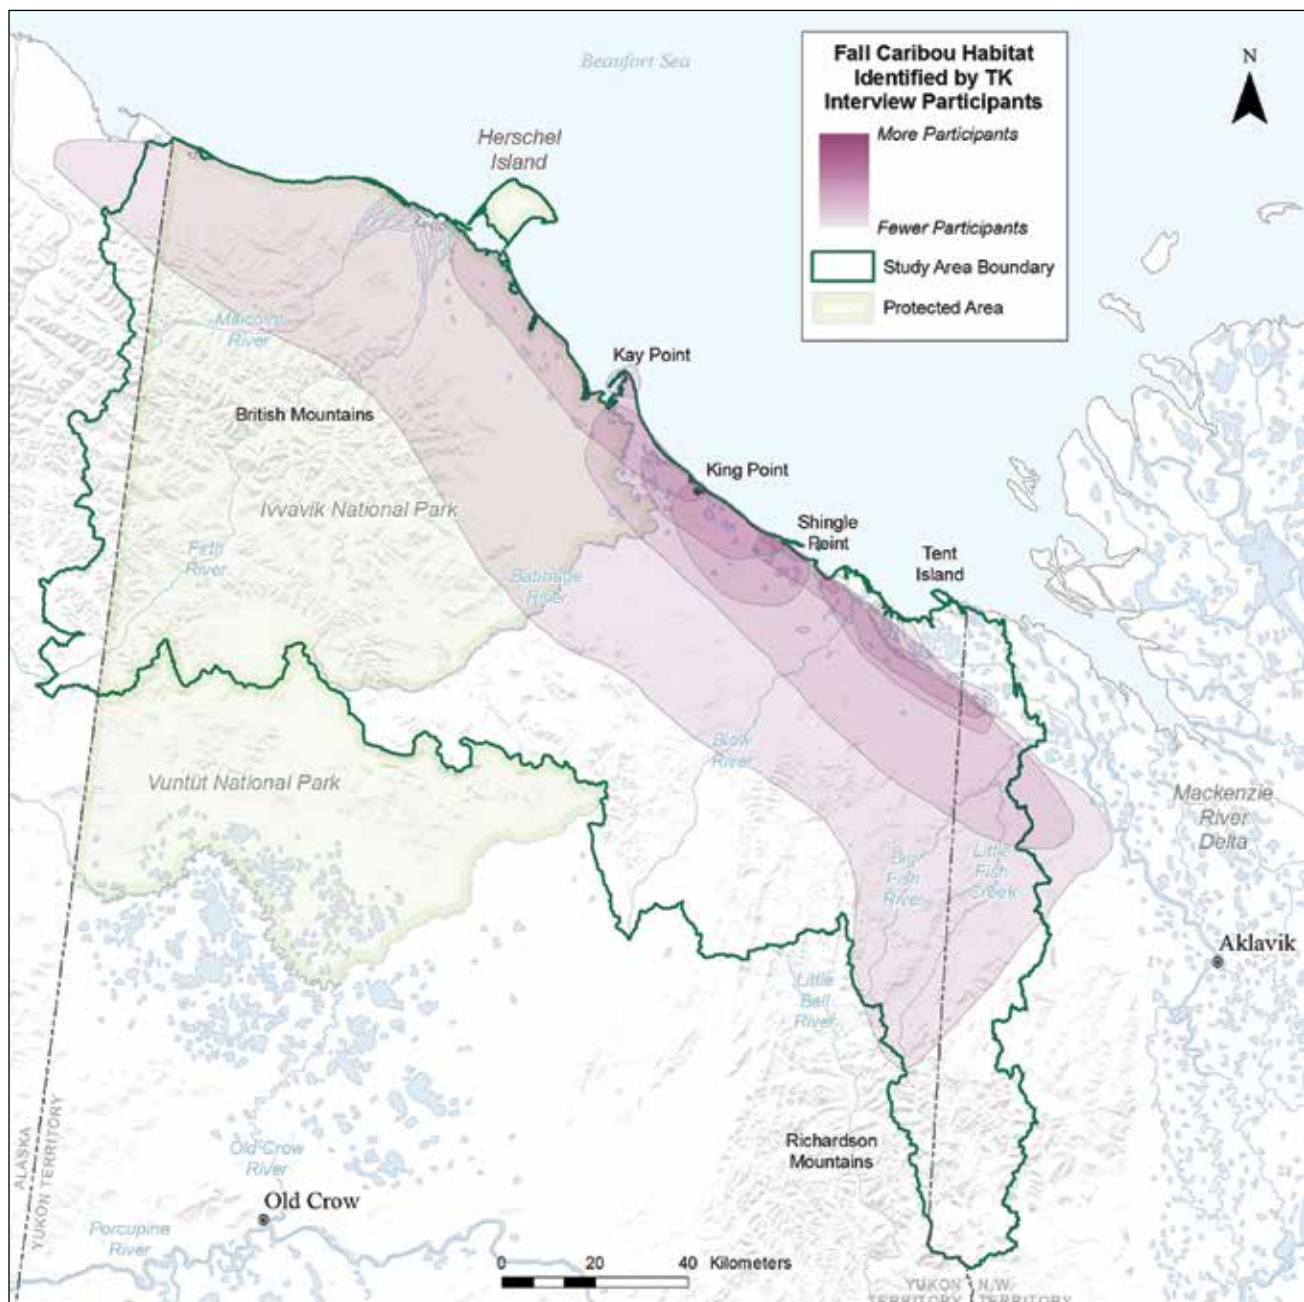 Beaufort Sea
Fall Caribou Habitat
Identified by TK
Interview Participants
More Participants
Fewer Participants
Study Area Boundary
Protected Area
N
Herschel
Island
Kay Point
King Point
Shingle
Point
Tent
Island
River
British Mountains
Ivvavik National Park
Firth
River
Babbage
River
Blow
River
Vuntut National Park
Mackenzie
River
Delta
Big
Fish
River
Little
Fish
Creek
Aklavik
Little
Bell
River
Richardson
Mountains
ALASKA
YUKON TERRITORY
Old Crow
River
Old Crow
Porcupine
River
0 20 40 Kilometers
YUKON
TERRITORY
N.W.
TERRITORY